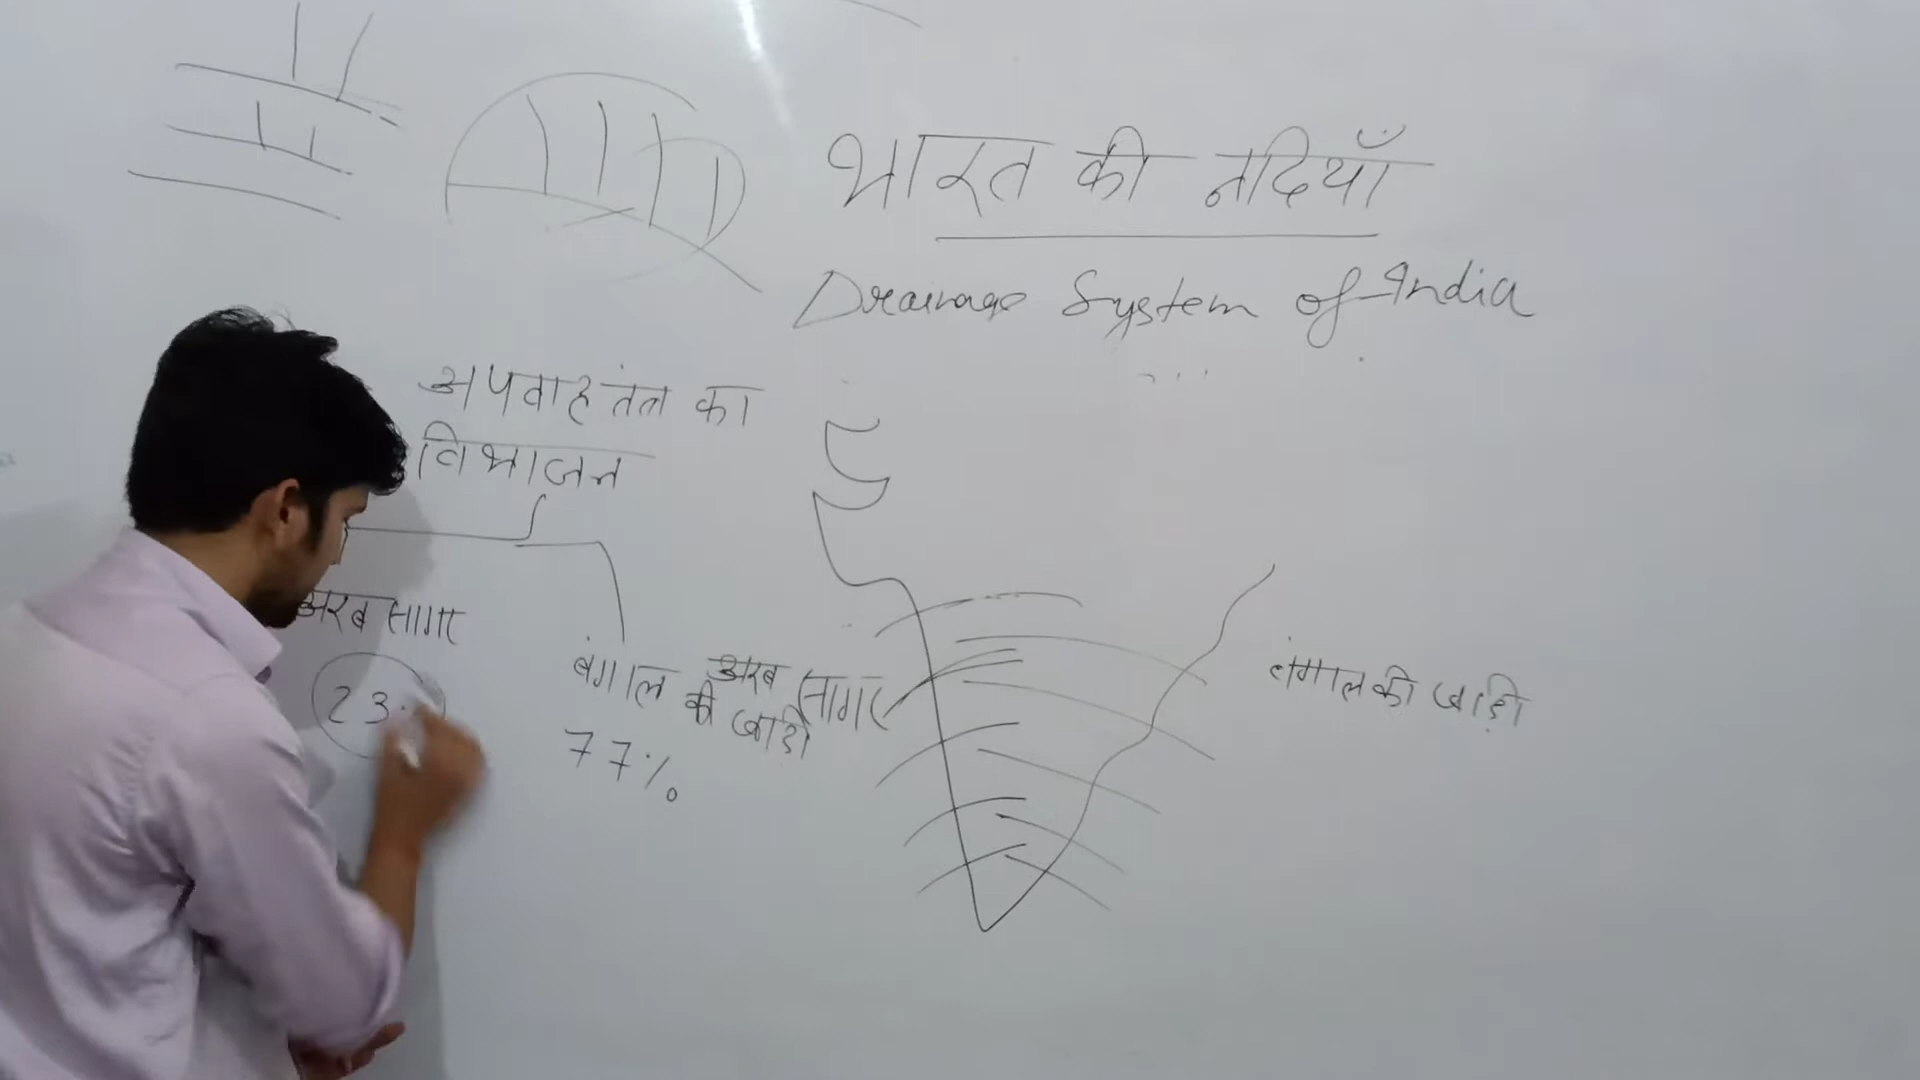 भारत की नदियाँ
Drainage System of India
अपवाह तंत्र का
विभाजन
अरब सागर
23
बंगाल की खाड़ी
77%
अरब सागर
बंगाल की खाड़ी